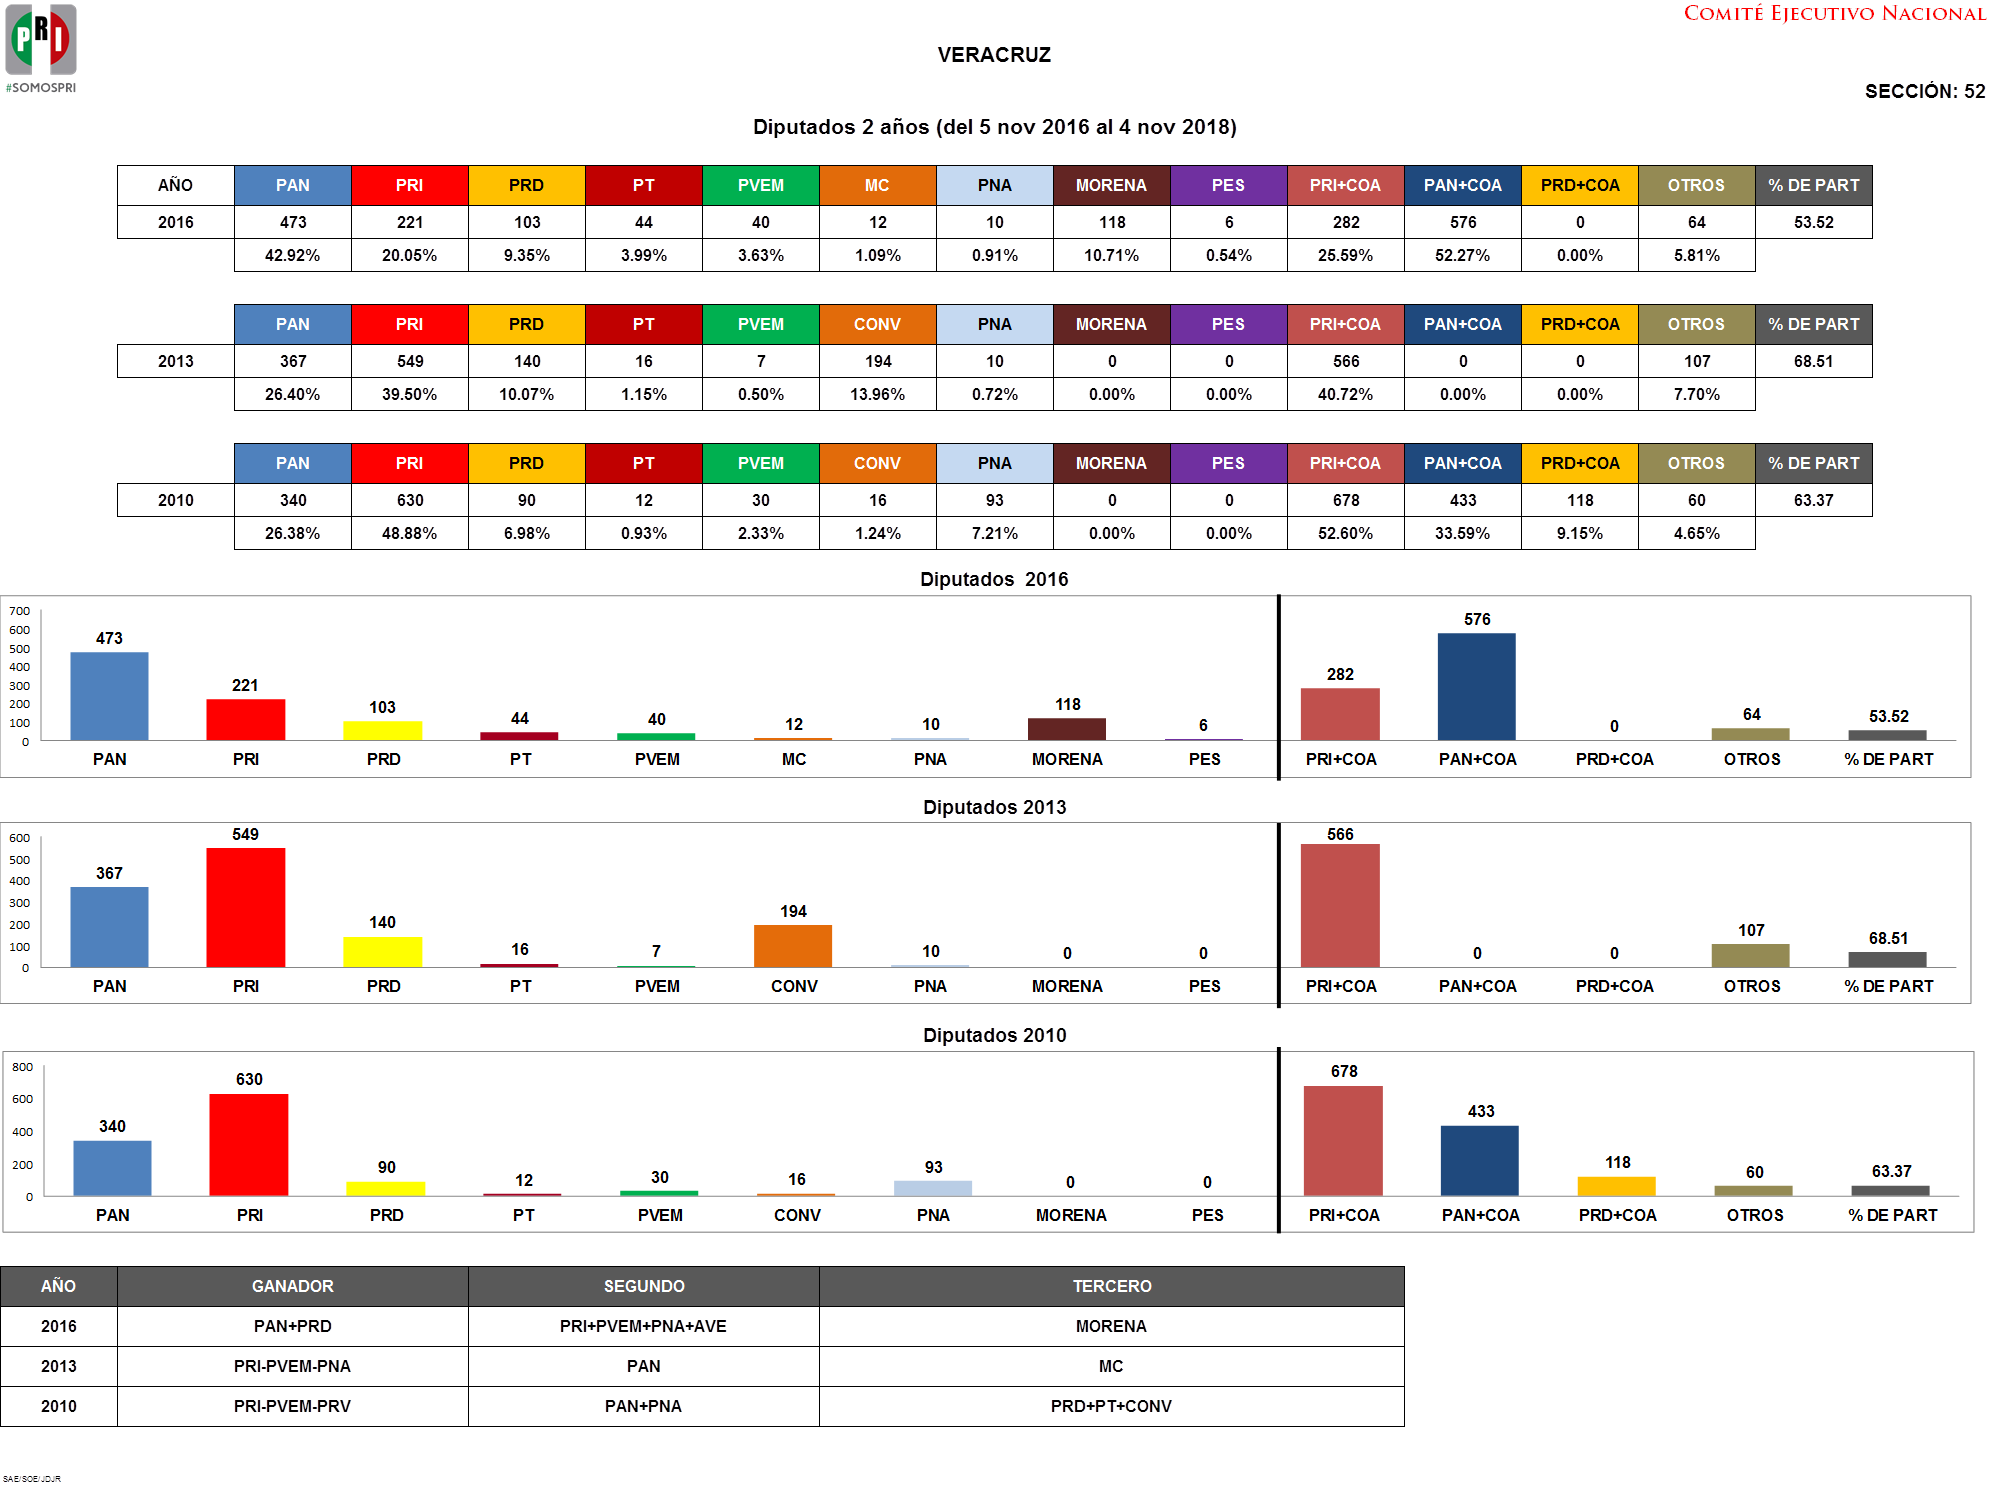 COMITÉ EJECUTIVO NACIONAL
PRI
#SOMOSPRI
VERACRUZ
SECCIÓN: 52
Diputados 2 años (del 5 nov 2016 al 4 nov 2018)
AÑO PAN PRI PRD PT PVEM MC PNA MORENA PES PRI+COA PAN+COA PRD+COA OTROS % DE PART
2016 473 221 103 44 40 12 10 118 6 282 576 0 64 53.52
42.92% 20.05% 9.35% 3.99% 3.63% 1.09% 0.91% 10.71% 0.54% 25.59% 52.27% 0.00% 5.81%
PAN PRI PRD PT PVEM CONV PNA MORENA PES PRI+COA PAN+COA PRD+COA OTROS % DE PART
2013 367 549 140 16 7 194 10 0 0 566 0 0 107 68.51
26.40% 39.50% 10.07% 1.15% 0.50% 13.96% 0.72% 0.00% 0.00% 40.72% 0.00% 0.00% 7.70%
PAN PRI PRD PT PVEM CONV PNA MORENA PES PRI+COA PAN+COA PRD+COA OTROS % DE PART
2010 340 630 90 12 30 16 93 0 0 678 433 118 60 63.37
26.38% 48.88% 6.98% 0.93% 2.33% 1.24% 7.21% 0.00% 0.00% 52.60% 33.59% 9.15% 4.65%
Diputados 2016
700
600
500
400
300
200
100
0
473 221 103 44 40 12 10 118 6 282 576 0 64 53.52
PAN PRI PRD PT PVEM MC PNA MORENA PES PRI+COA PAN+COA PRD+COA OTROS % DE PART
Diputados 2013
600
500
400
300
200
100
0
367 549 140 16 7 194 10 0 0 566 0 0 107 68.51
PAN PRI PRD PT PVEM CONV PNA MORENA PES PRI+COA PAN+COA PRD+COA OTROS % DE PART
Diputados 2010
800
600
400
200
0
340 630 90 12 30 16 93 0 0 678 433 118 60 63.37
PAN PRI PRD PT PVEM CONV PNA MORENA PES PRI+COA PAN+COA PRD+COA OTROS % DE PART
AÑO GANADOR SEGUNDO TERCERO
2016 PAN+PRD PRI+PVEM+PNA+AVE MORENA
2013 PRI-PVEM-PNA PAN MC
2010 PRI-PVEM-PRV PAN+PNA PRD+PT+CONV
SAE/SOE/JDJR